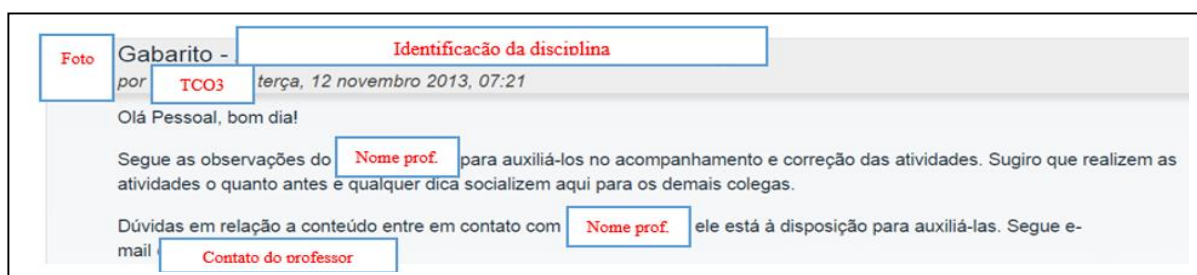 Foto Gabarito - Identificação da disciplina
por TCO3 terça, 12 novembro 2013, 07:21
Olá Pessoal, bom dia!
Segue as observações do Nome prof. para auxiliá-los no acompanhamento e correção das atividades. Sugiro que realizem as
atividades o quanto antes e qualquer dica socializem aqui para os demais colegas.
Dúvidas em relação a conteúdo entre em contato com Nome prof. ele está à disposição para auxiliá-las. Segue e-
mail Contato do professor